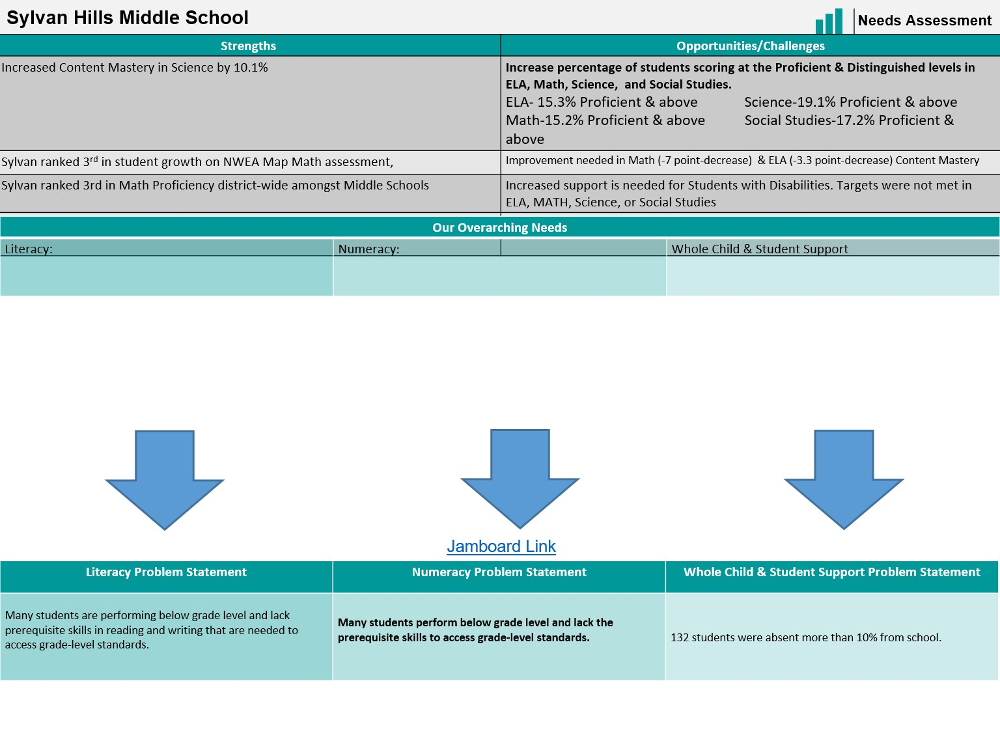 Sylvan Hills Middle School
Needs Assessment
Strengths
Opportunities/Challenges
Increased Content Mastery in Science by 10.1%
Increase percentage of students scoring at the Proficient & Distinguished levels in
ELA, Math, Science,  and Social Studies.
ELA- 15.3% Proficient & above Science-19.1% Proficient & above
Math-15.2% Proficient & above Social Studies-17.2% Proficient &
above
Sylvan ranked 3rd in student growth on NWEA Map Math assessment,
Improvement needed in Math (-7 point-decrease)  & ELA (-3.3 point-decrease) Content Mastery
Sylvan ranked 3rd in Math Proficiency district-wide amongst Middle Schools
Increased support is needed for Students with Disabilities. Targets were not met in
ELA, MATH, Science, or Social Studies
Our Overarching Needs
Literacy:
Numeracy:
Whole Child & Student Support
Jamboard Link
Literacy Problem Statement
Numeracy Problem Statement
Whole Child & Student Support Problem Statement
Many students are performing below grade level and lack
prerequisite skills in reading and writing that are needed to
access grade-level standards.
Many students perform below grade level and lack the
prerequisite skills to access grade-level standards.
132 students were absent more than 10% from school.